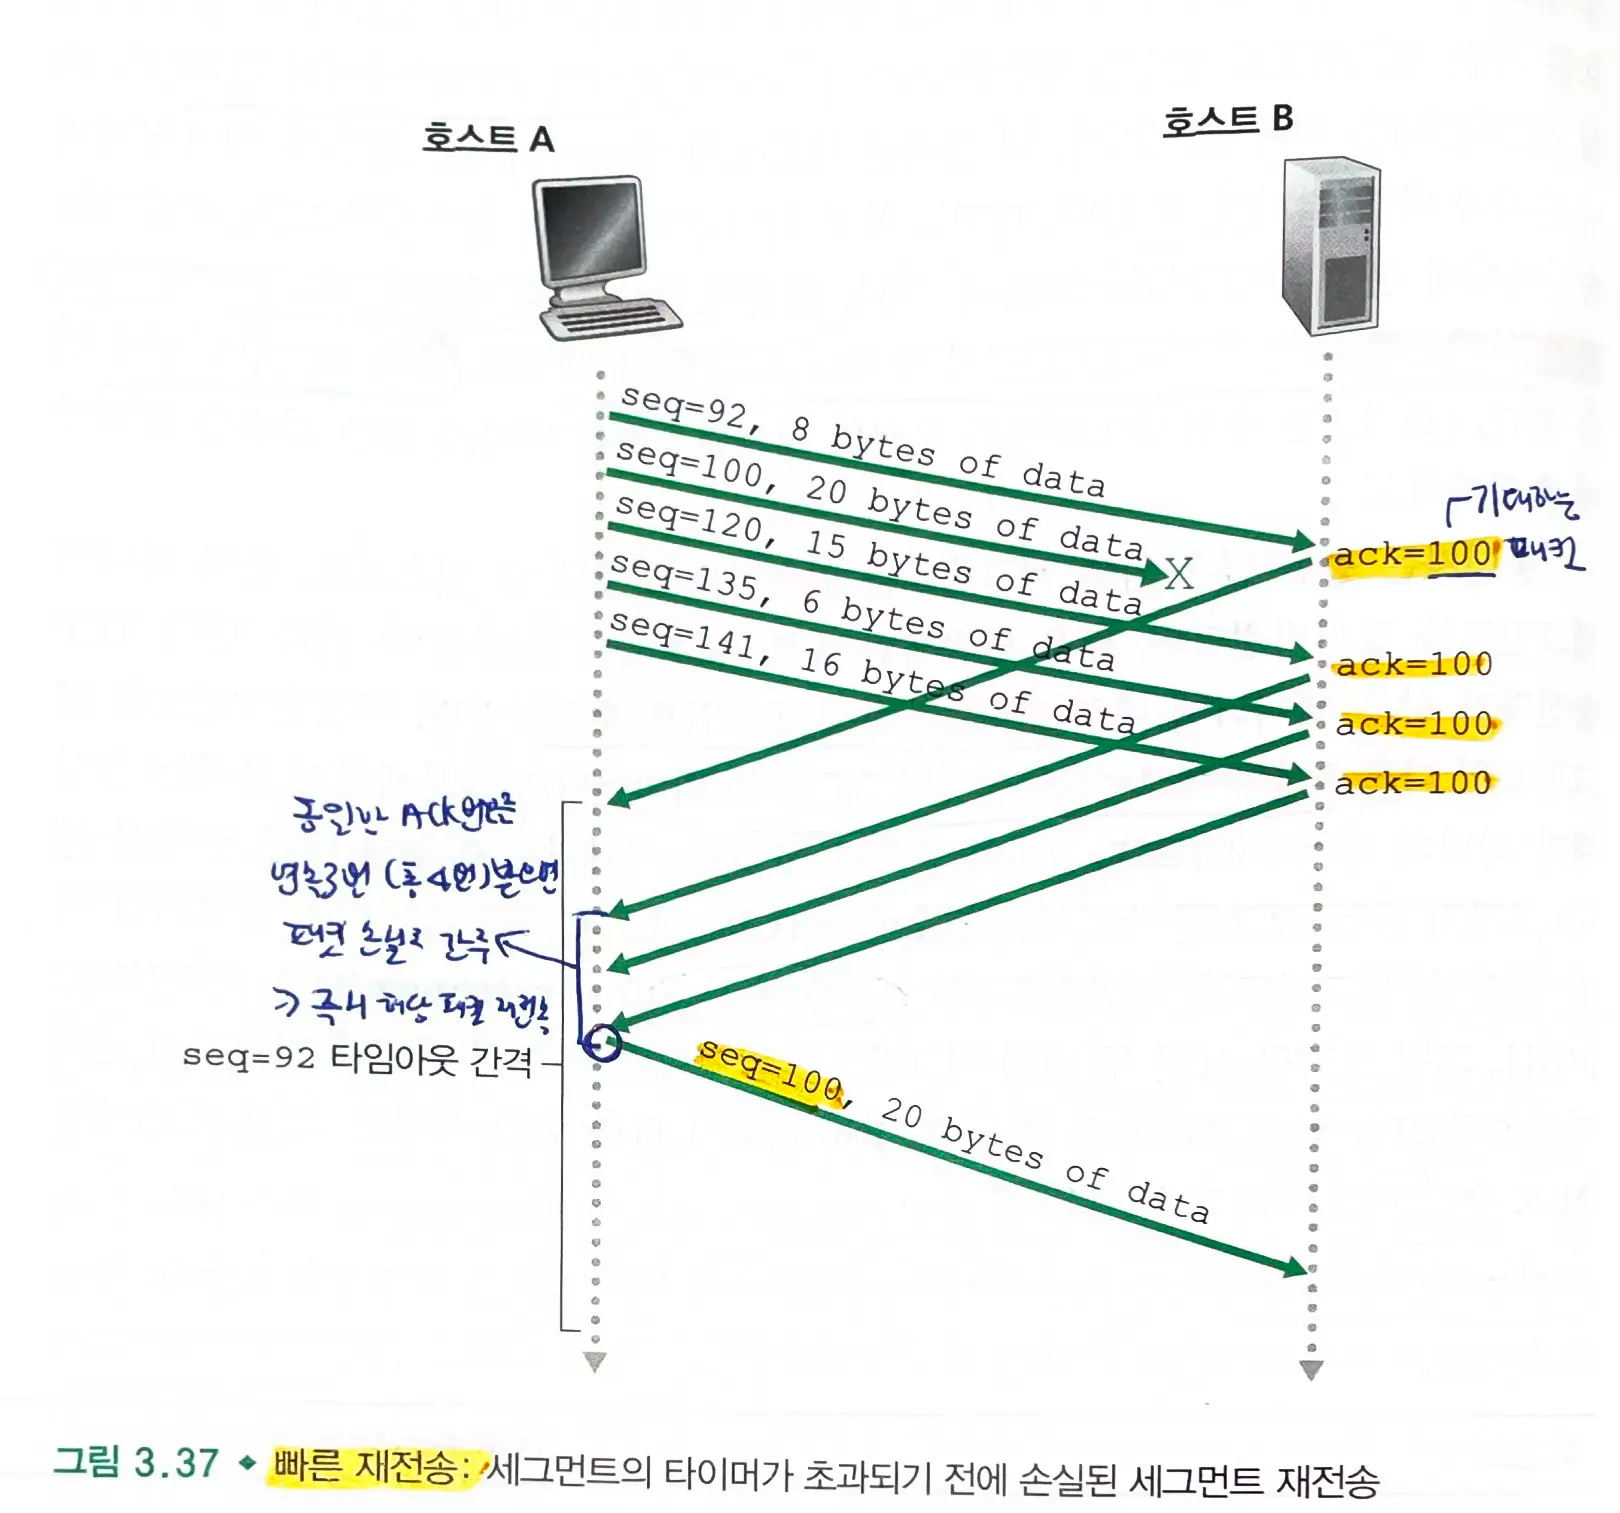 호스트 A
호스트 B
seq=92, 8 bytes of data
seq=100, 20 bytes of data
X
seq=120, 15 bytes of data
seq=135, 6 bytes of data
seq=141, 16 bytes of data
기대하는
ack=100 패킷
ack=100
ack=100
ack=100
동일한 ACK 응답을
연속3번 (총4번)받으면
패킷 손실로 간주
⇒ 즉시 해당 패킷 재전송
seq=92 타임아웃 간격
seq=100, 20 bytes of data
그림 3.37 ◆ 빠른 재전송: 세그먼트의 타이머가 초과되기 전에 손실된 세그먼트 재전송